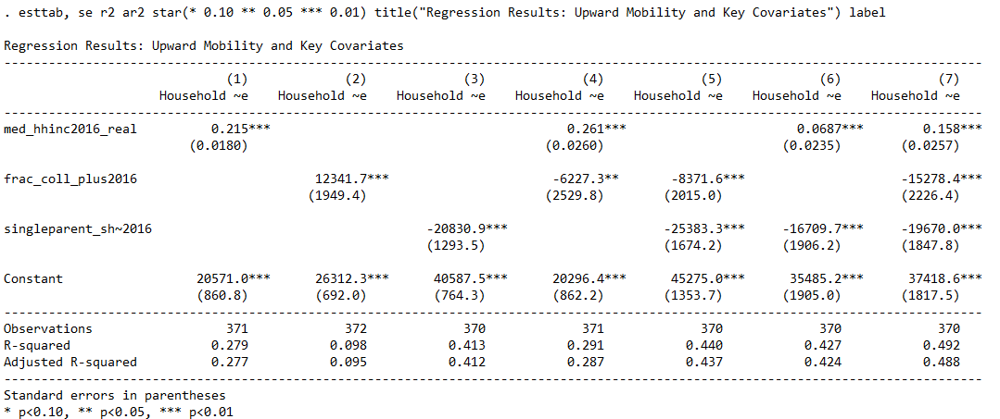 . esttab, se r2 ar2 star(* 0.10 ** 0.05 *** 0.01) title("Regression Results: Upward Mobility and Key Covariates") label
Regression Results: Upward Mobility and Key Covariates
(1) (2) (3) (4) (5) (6) (7)
Household ~e Household ~e Household ~e Household ~e Household ~e Household ~e Household ~e
med_hhinc2016_real 0.215*** 0.261*** 0.0687*** 0.158***
(0.0180) (0.0260) (0.0235) (0.0257)
frac_coll_plus2016 12341.7*** -6227.3** -8371.6*** -15278.4***
(1949.4) (2529.8) (2015.0) (2226.4)
singleparent_sh~2016 -20830.9*** -25383.3*** -16709.7*** -19670.0***
(1293.5) (1674.2) (1906.2) (1847.8)
Constant 20571.0*** 26312.3*** 40587.5*** 20296.4*** 45275.0*** 35485.2*** 37418.6***
(860.8) (692.0) (764.3) (862.2) (1353.7) (1905.0) (1817.5)
Observations 371 372 370 371 370 370 370
R-squared 0.279 0.098 0.413 0.291 0.440 0.427 0.492
Adjusted R-squared 0.277 0.095 0.412 0.287 0.437 0.424 0.488
Standard errors in parentheses
* p<0.10, ** p<0.05, *** p<0.01